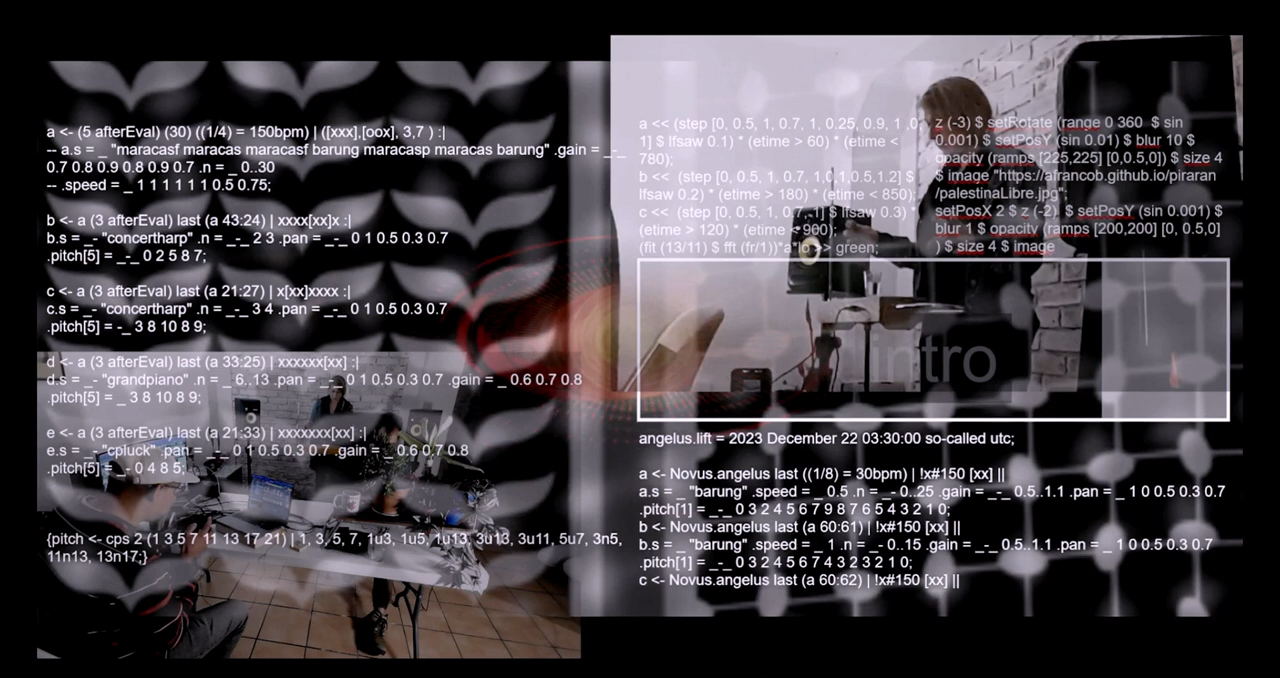 a <- (5 afterEval) (30) ((1/4) = 150bpm) | ([xxx],[oox], 3,7 ) :|
-- a.s = _ "maracasf maracas maracasf barung maracasp maracas barung" .gain = _-_
0.7 0.8 0.9 0.8 0.9 0.7 .n = _ 0..30
-- .speed = _ 1 1 1 1 1 0.5 0.75;
b <- a (3 afterEval) last (a 43:24) | xxxx[xx]x :|
b.s = _- "concertharp" .n = _-_ 2 3 .pan = _-_ 0 1 0.5 0.3 0.7
.pitch[5] = _-_ 0 2 5 8 7;
c <- a (3 afterEval) last (a 21:27) | x[xx]xxxx :|
c.s = _- "concertharp" .n = _-_ 3 4 .pan = _-_ 0 1 0.5 0.3 0.7
.pitch[5] = -_ 3 8 10 8 9;
d <- a (3 afterEval) last (a 33:25) | xxxxxx[xx] :|
d.s = _- "grandpiano" .n = _ 6..13 .pan = _-_ 0 1 0.5 0.3 0.7 .gain = _ 0.6 0.7 0.8
.pitch[5] = _ 3 8 10 8 9;
e <- a (3 afterEval) last (a 21:33) | xxxxxxx[xx] :|
e.s = _- "cpluck" .pan = _-_ 0 1 0.5 0.3 0.7 .gain = _ 0.6 0.7 0.8
.pitch[5] = _- 0 4 8 5;
{pitch <- cps 2 (1 3 5 7 11 13 17 21) | 1, 3, 5, 7, 1u3, 1u5, 1u13, 3u13, 3u11, 5u7, 3n5,
11n13, 13n17;}
a << (step [0, 0.5, 1, 0.7, 1, 0.25, 0.9, 1 ,0,
1] $ lfsaw 0.1) * (etime > 60) * (etime <
780);
b << (step [0, 0.5, 1, 0.7, 1,0,1,0.5,1.2] $
lfsaw 0.2) * (etime > 180) * (etime < 850);
c << (step [0, 0.5, 1, 0.7, 1] $ lfsaw 0.3) *
(etime > 120) * (etime < 900);
(fit (13/11) $ fft (fr/1))*a*lo >> green;
z (-3) $ setRotate (range 0 360 $ sin
0.001) $ setPosY (sin 0.01) $ blur 10 $
opacity (ramps [225,225] [0,0.5,0]) $ size 4
$ image "https://afrancob.github.io/piraran
/palestinaLibre.jpg";
setPosX 2 $ z (-2) $ setPosY (sin 0.001) $
blur 1 $ opacity (ramps [200,200] [0, 0.5,0]
) $ size 4 $ image
intro
angelus.lift = 2023 December 22 03:30:00 so-called utc;
a <- Novus.angelus last ((1/8) = 30bpm) | !x#150 [xx] ||
a.s = _ "barung" .speed = _ 0.5 .n = _- 0..25 .gain = _-_ 0.5..1.1 .pan = _ 1 0 0.5 0.3 0.7
.pitch[1] = _-_ 0 3 2 4 5 6 7 9 8 7 6 5 4 3 2 1 0;
b <- Novus.angelus last (a 60:61) | !x#150 [xx] ||
b.s = _ "barung" .speed = _ 1 .n = _- 0..15 .gain = _-_ 0.5..1.1 .pan = _ 1 0 0.5 0.3 0.7
.pitch[1] = _-_ 0 3 2 4 5 6 7 4 3 2 3 2 1 0;
c <- Novus.angelus last (a 60:62) | !x#150 [xx] ||